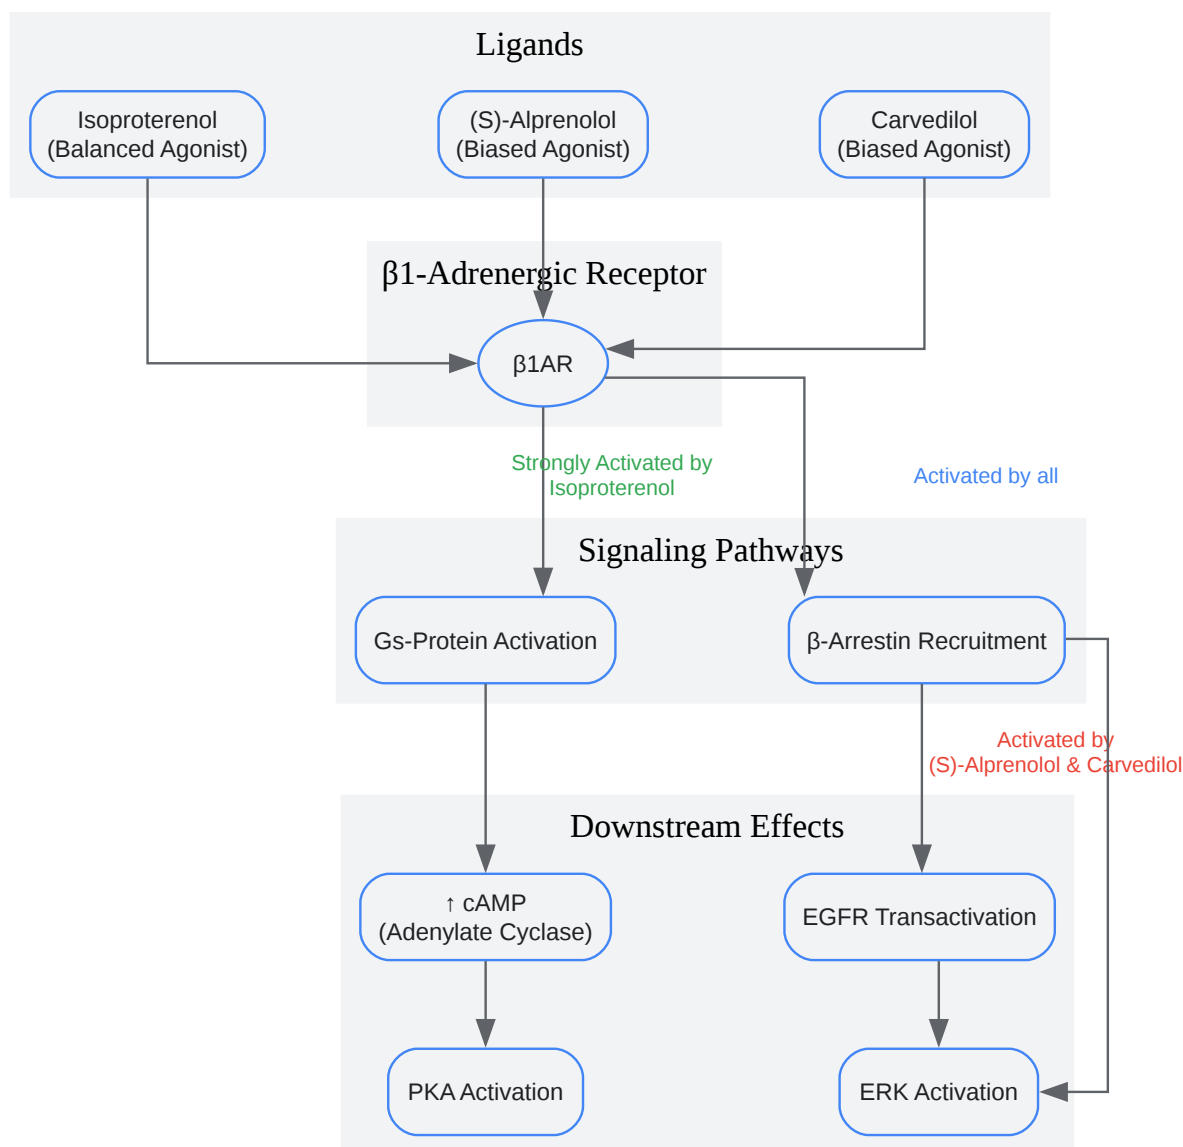 Ligands
Isoproterenol
(Balanced Agonist)
(S)-Alprenolol
(Biased Agonist)
Carvedilol
(Biased Agonist)
β1-Adrenergic Receptor
β1AR
Strongly Activated by
Isoproterenol
Activated by all
Signaling Pathways
Gs-Protein Activation
β-Arrestin Recruitment
Activated by
(S)-Alprenolol & Carvedilol
Downstream Effects
↑ cAMP
(Adenylate Cyclase)
EGFR Transactivation
PKA Activation
ERK Activation